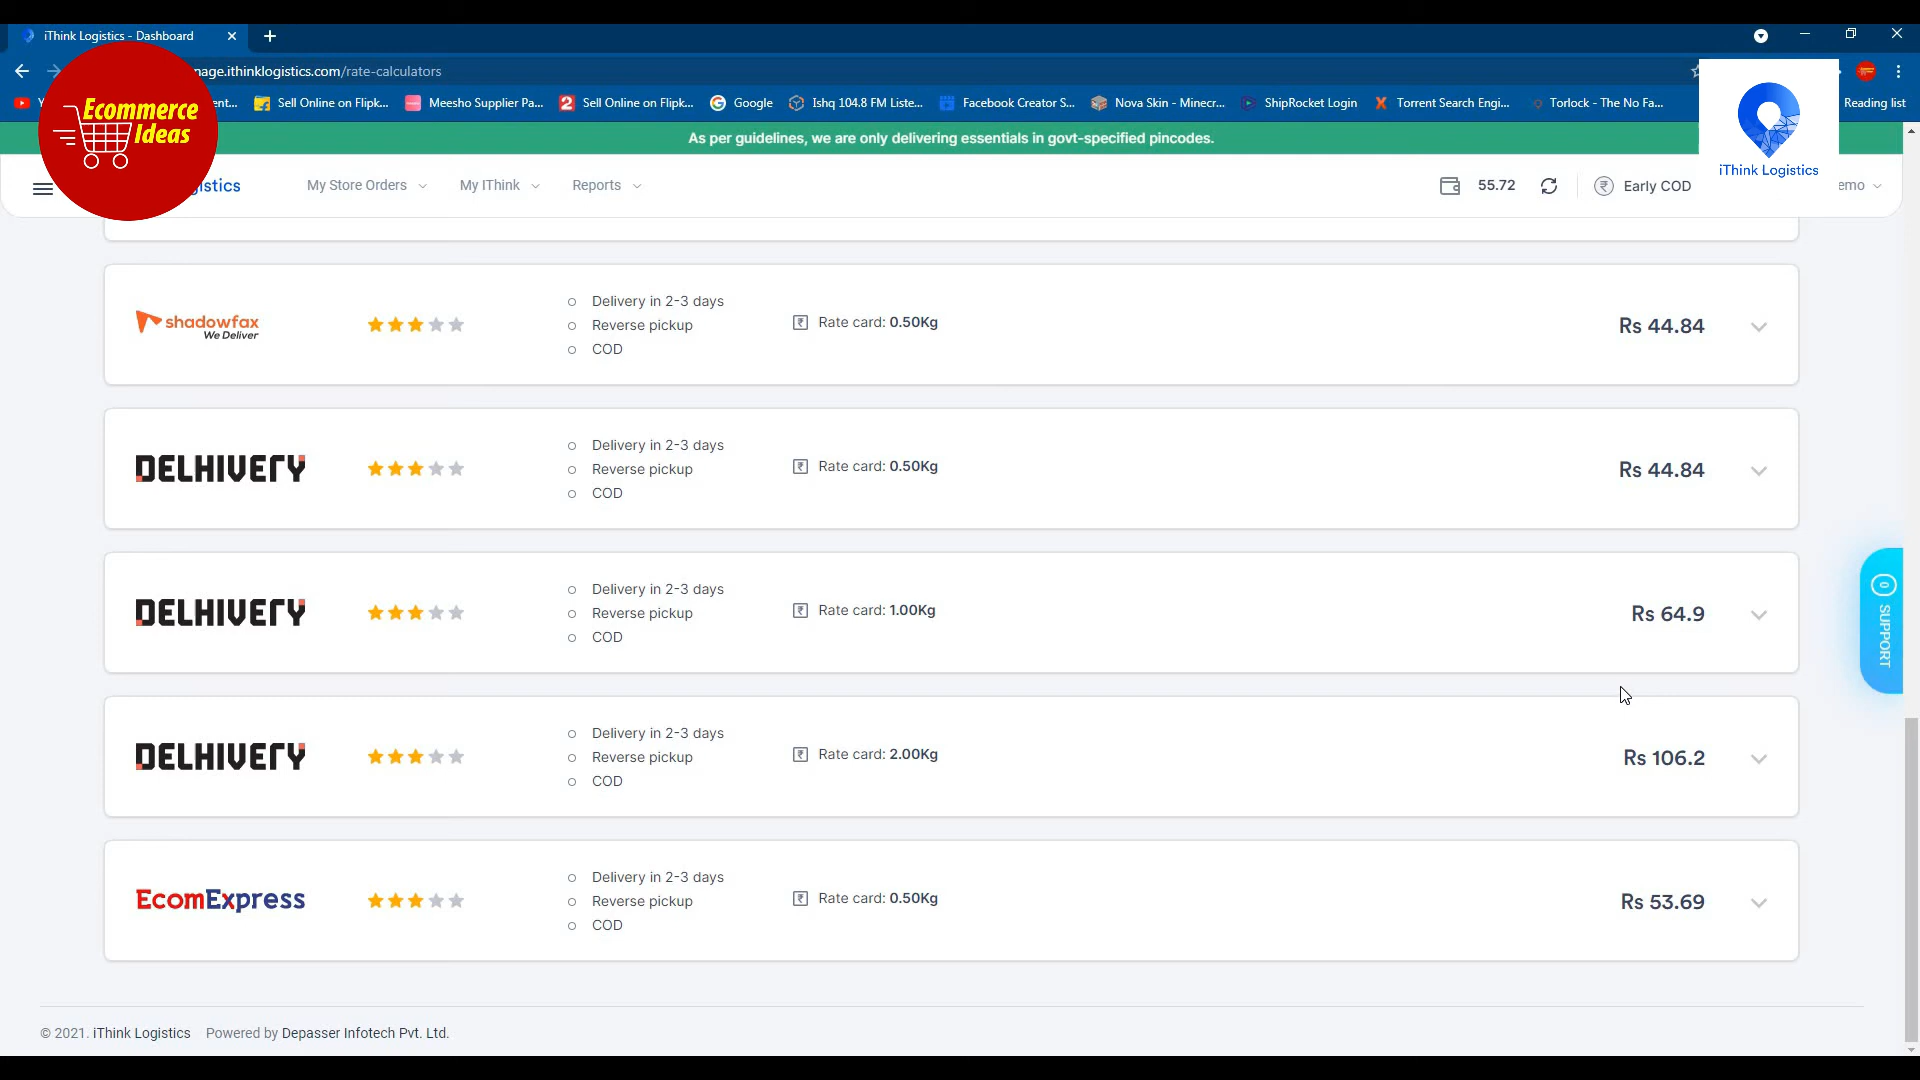 iThink Logistics - Dashboard
nage.ithinklogistics.com/rate-calculators
ent...
Sell Online on Flipk...
Meesho Supplier Pa...
Sell Online on Flipk...
Google
Ishq 104.8 FM Liste...
Facebook Creator S...
Nova Skin - Minecr...
ShipRocket Login
Torrent Search Engi...
Torlock - The No Fa...
Reading list
Ecommerce
Ideas
iThink Logistics
As per guidelines, we are only delivering essentials in govt-specified pincodes.
gistics
My Store Orders
My IThink
Reports
55.72
Early COD
emo
shadowfax
We Deliver
Delivery in 2-3 days
Reverse pickup
COD
Rate card: 0.50Kg
Rs 44.84
DELHIVERY
Delivery in 2-3 days
Reverse pickup
COD
Rate card: 0.50Kg
Rs 44.84
DELHIVERY
Delivery in 2-3 days
Reverse pickup
COD
Rate card: 1.00Kg
Rs 64.9
DELHIVERY
Delivery in 2-3 days
Reverse pickup
COD
Rate card: 2.00Kg
Rs 106.2
EcomExpress
Delivery in 2-3 days
Reverse pickup
COD
Rate card: 0.50Kg
Rs 53.69
SUPPORT
© 2021. iThink Logistics Powered by Depasser Infotech Pvt. Ltd.